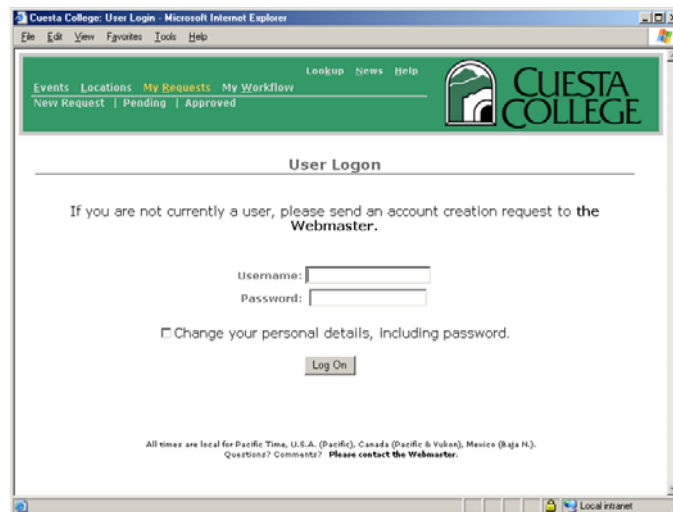 Cuesta College: User Login - Microsoft Internet Explorer
File Edit View Favorites Tools Help
Lookup News Help
Events Locations My Requests My Workflow
New Request | Pending | Approved
CUESTA
COLLEGE
User Logon
If you are not currently a user, please send an account creation request to the
Webmaster.
Username:
Password:
Change your personal details, including password.
Log On
All times are local for Pacific Time, U.S.A. (Pacific), Canada (Pacific & Yukon), Mexico (Baja N.).
Questions? Comments? Please contact the Webmaster.
Local intranet